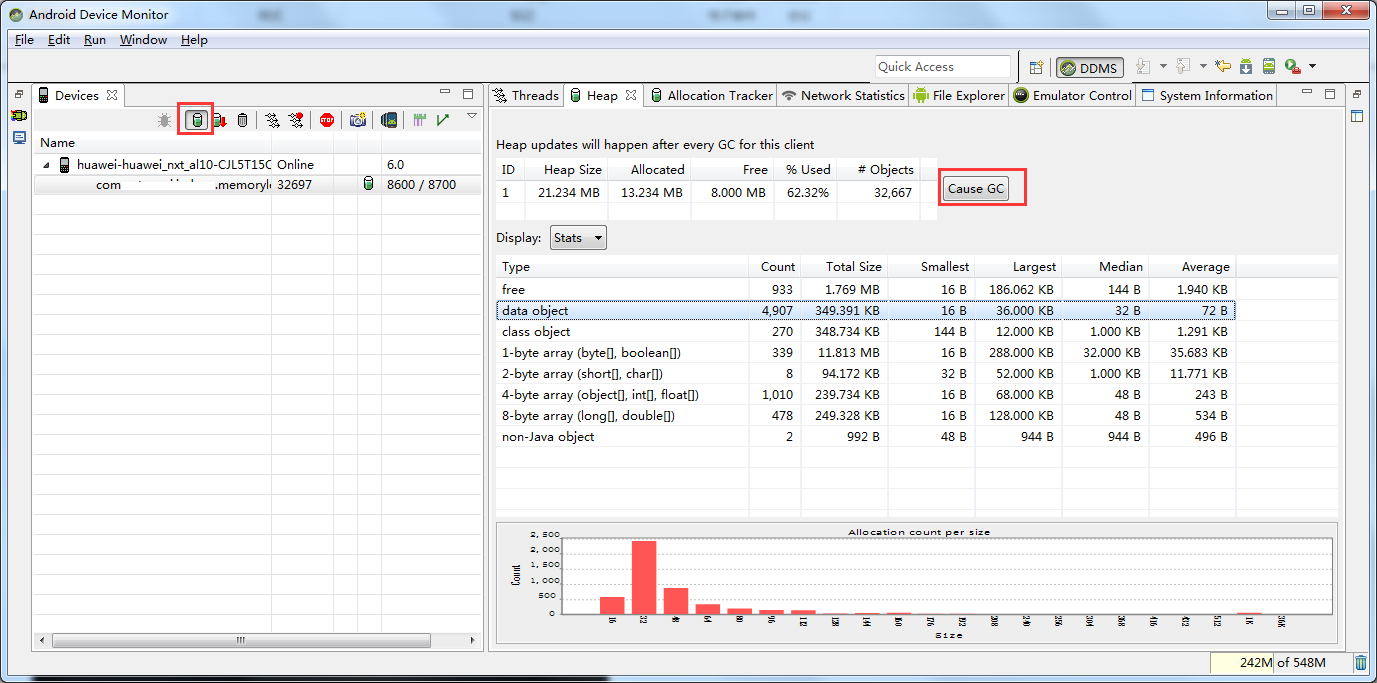 Android Device Monitor
File Edit Run Window Help
Quick Access DDMS
Devices
Name
huawei-huawei_nxt_al10-CJL5T15C Online 6.0
com .memoryl 32697 8600 / 8700
Threads Heap Allocation Tracker Network Statistics File Explorer Emulator Control System Information
Heap updates will happen after every GC for this client
ID Heap Size Allocated Free % Used # Objects
1 21.234 MB 13.234 MB 8.000 MB 62.33% 32,667
Cause GC
Display: Stats
Type Count Total Size Smallest Largest Median Average
free 933 1.769 MB 16 B 186.062 KB 144 B 1.940 KB
data object 4,907 349.391 KB 16 B 36.000 KB 32 B 72 B
class object 270 348.734 KB 144 B 12.000 KB 1.000 KB 1.291 KB
1-byte array (byte[], boolean[]) 339 11.813 MB 16 B 288.000 KB 32.000 KB 35.683 KB
2-byte array (short[], char[]) 8 94.172 KB 32 B 52.000 KB 1.000 KB 11.771 KB
4-byte array (object[], int[], float[]) 1,010 239.734 KB 16 B 68.000 KB 48 B 243 B
8-byte array (long[], double[]) 478 249.328 KB 16 B 128.000 KB 48 B 534 B
non-Java object 2 992 B 48 B 944 B 944 B 496 B
Allocation count per size
Count
2,500
2,000
1,500
1,000
500
0
16 32 48 64 80 96 112 128 144 160 176 192 208 240 256 304 368 416 432 512 1K 36K
Size
242M of 548M